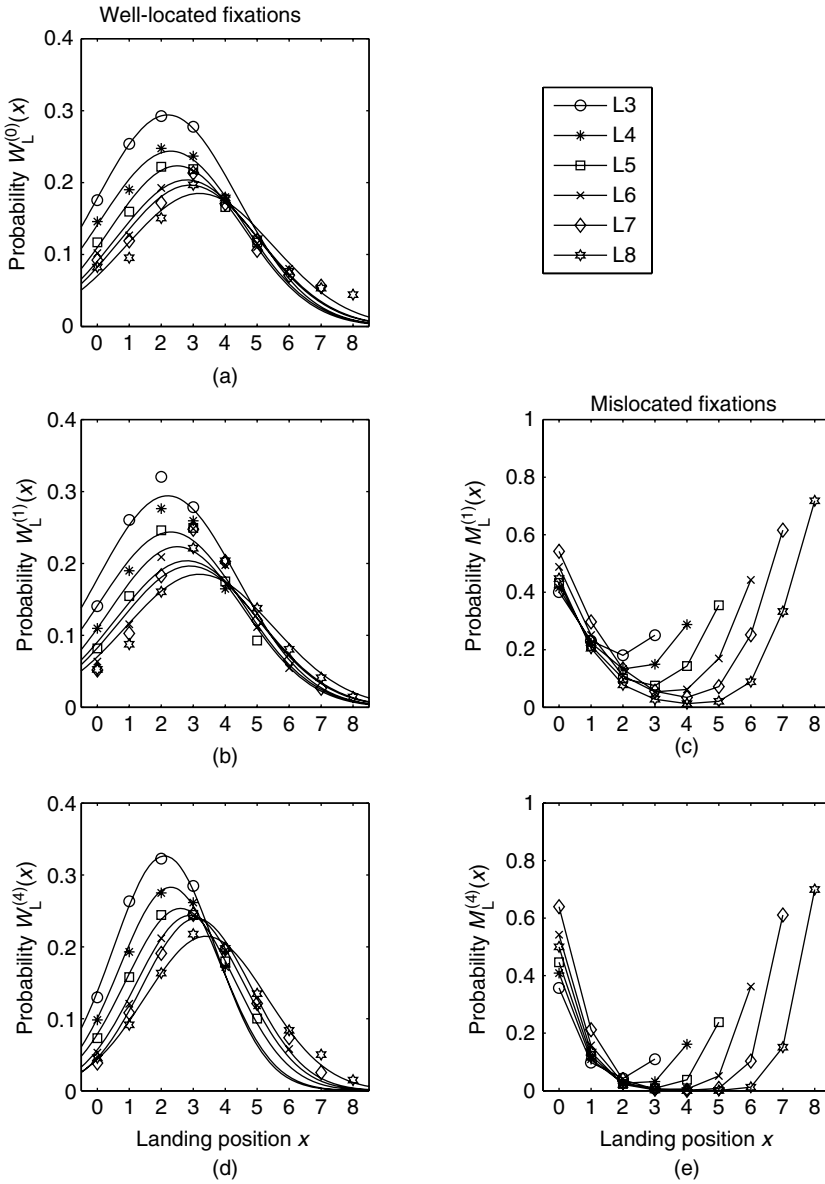 Well-located fixations
0.4
0.3
0.2
0.1
0
Probability W_L^(0)(x)
0 1 2 3 4 5 6 7 8
(a)
L3
L4
L5
L6
L7
L8
0.4
0.3
0.2
0.1
0
Probability W_L^(1)(x)
0 1 2 3 4 5 6 7 8
(b)
Mislocated fixations
1
0.8
0.6
0.4
0.2
0
Probability M_L^(1)(x)
0 1 2 3 4 5 6 7 8
(c)
0.4
0.3
0.2
0.1
0
Probability W_L^(4)(x)
0 1 2 3 4 5 6 7 8
Landing position x
(d)
1
0.8
0.6
0.4
0.2
0
Probability M_L^(4)(x)
0 1 2 3 4 5 6 7 8
Landing position x
(e)